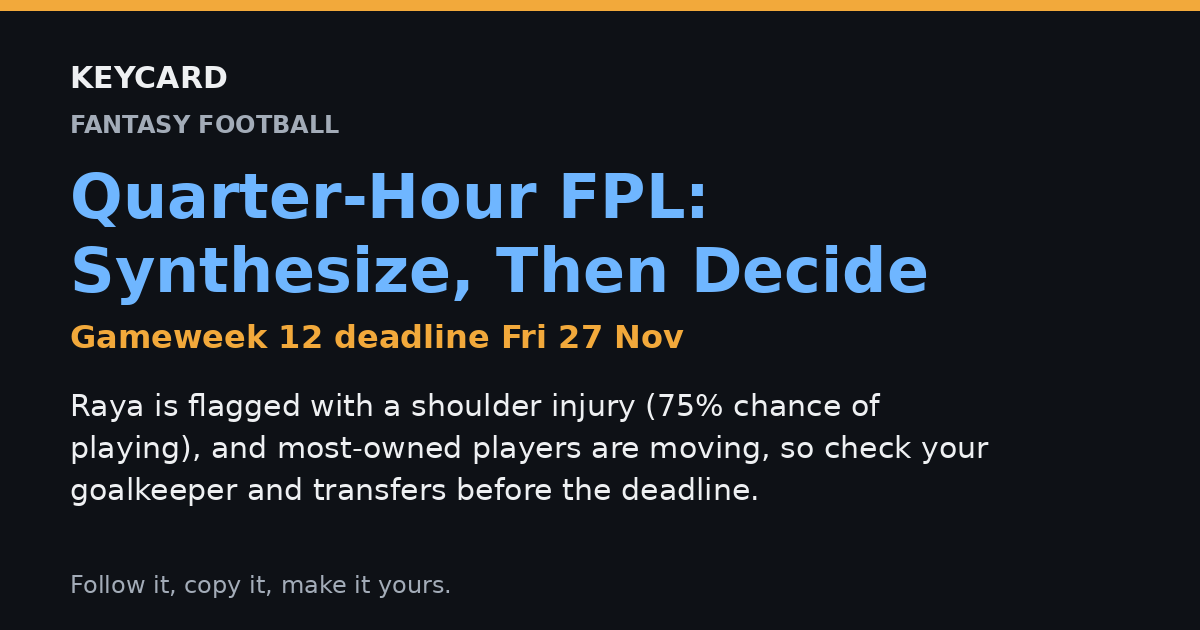 KEYCARD
FANTASY FOOTBALL
Quarter-Hour FPL:
Synthesize, Then Decide
Gameweek 12 deadline Fri 27 Nov
Raya is flagged with a shoulder injury (75% chance of
playing), and most-owned players are moving, so check your
goalkeeper and transfers before the deadline.
Follow it, copy it, make it yours.